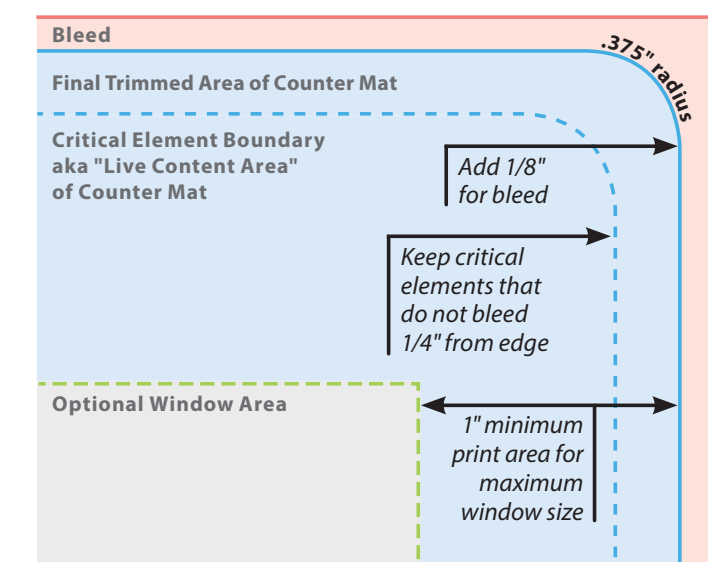 Bleed
.375" radius
Final Trimmed Area of Counter Mat
Critical Element Boundary
aka "Live Content Area"
of Counter Mat
Add 1/8"
for bleed
Keep critical
elements that
do not bleed
1/4" from edge
Optional Window Area
1" minimum
print area for
maximum
window size